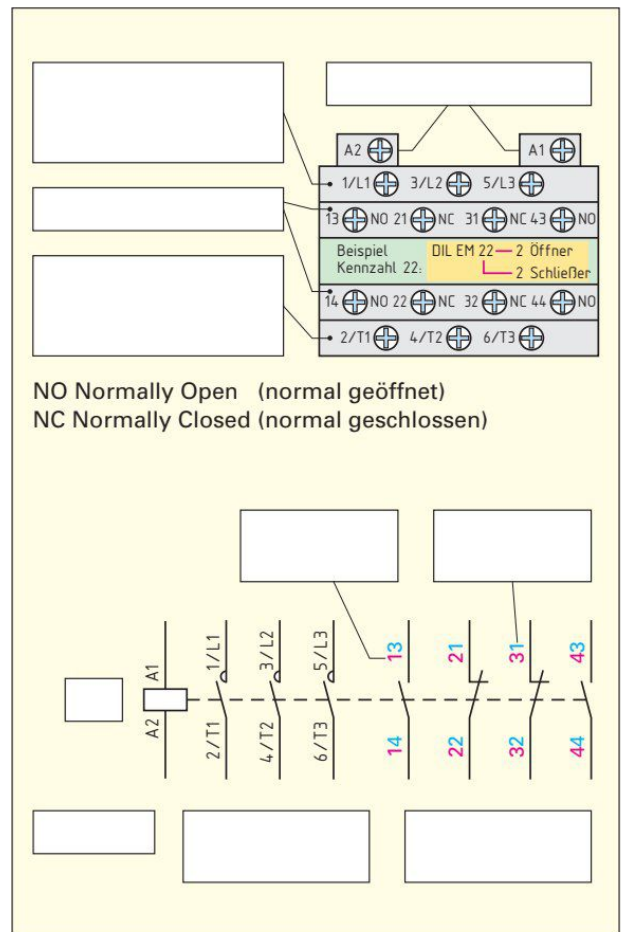 A2 A1
1/L1 3/L2 5/L3
13 NO 21 NC 31 NC 43 NO
Beispiel DIL EM 22 2 Öffner
Kennzahl 22: 2 Schließer
14 NO 22 NC 32 NC 44 NO
2/T1 4/T2 6/T3
NO Normally Open (normal geöffnet)
NC Normally Closed (normal geschlossen)
A1 1/L1 3/L2 5/L3 13 21 31 43
A2 2/T1 4/T2 6/T3 14 22 32 44